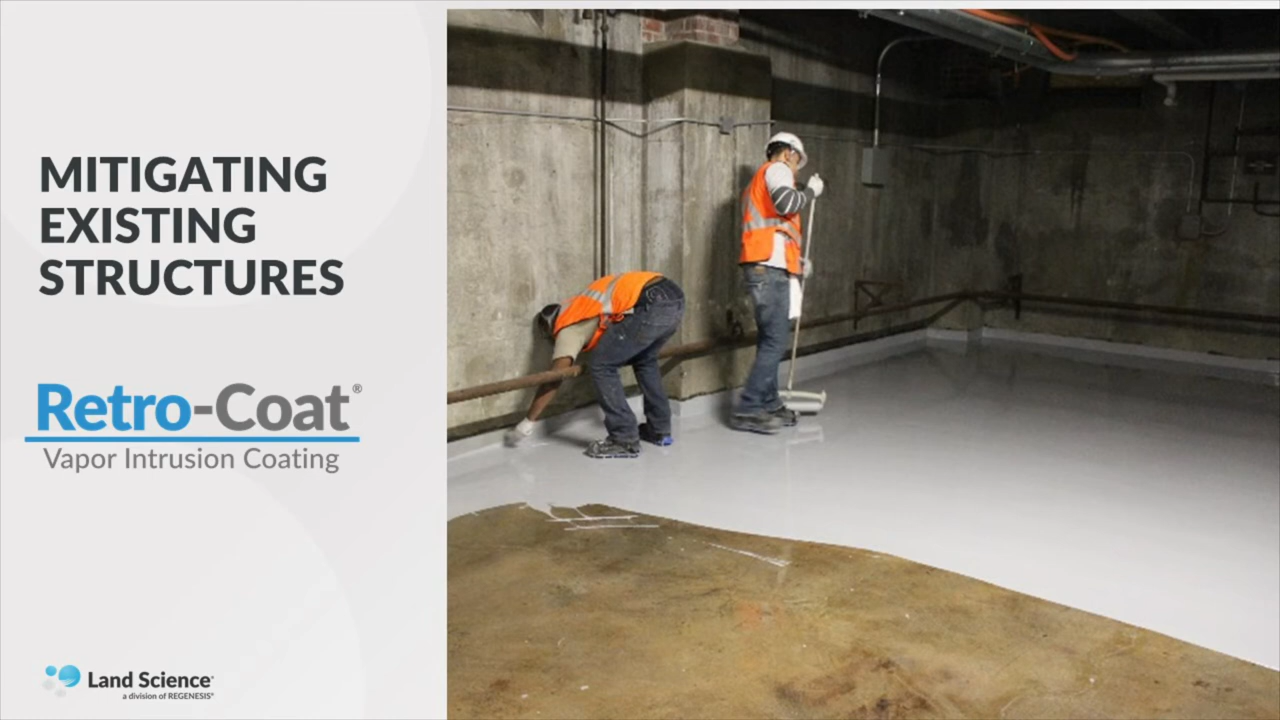 MITIGATING
EXISTING
STRUCTURES
Retro-Coat®
Vapor Intrusion Coating
Land Science®
a division of REGENESIS®